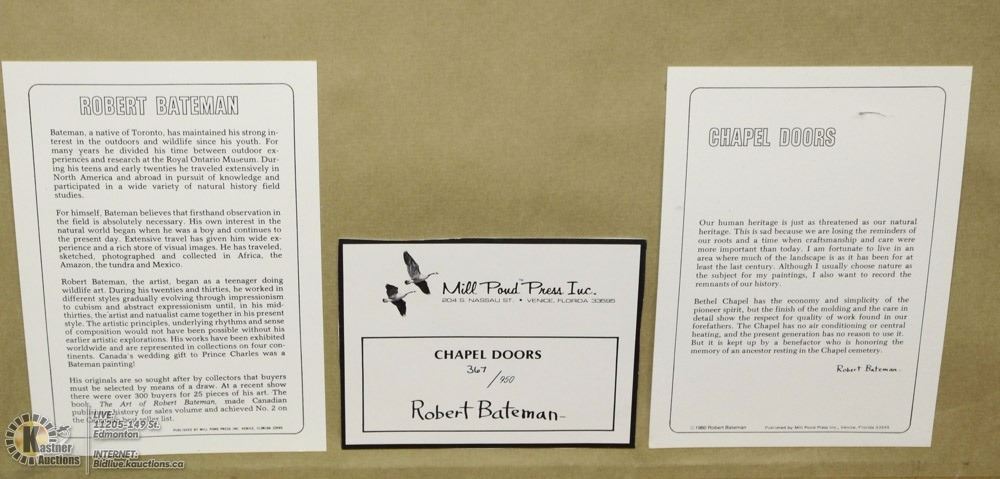 ROBERT BATEMAN
Bateman, a native of Toronto, has maintained his strong in-
terest in the outdoors and wildlife since his youth. For
many years he divided his time between outdoor ex-
periences and research at the Royal Ontario Museum. Dur-
ing his teens and early twenties he traveled extensively in
North America and abroad in pursuit of knowledge and
participated in a wide variety of natural history field
studies.
For himself, Bateman believes that firsthand observation in
the field is absolutely necessary. His own interest in the
natural world began when he was a boy and continues to
the present day. Extensive travel has given him wide ex-
perience and a rich store of visual images. He has traveled,
sketched, photographed and collected in Africa, the
Amazon, the tundra and Mexico.
Robert Bateman, the artist, began as a teenager doing
wildlife art. During his twenties and thirties, he worked in
different styles gradually evolving through impressionism
to cubism and abstract expressionism until, in his mid-
thirties, the artist and natualist came together in his present
style. The artistic principles, underlying rhythms and sense
of composition would not have been possible without his
earlier artistic explorations. His works have been exhibited
worldwide and are represented in collections on four con-
tinents. Canada's wedding gift to Prince Charles was a
Bateman painting!
His originals are so sought after by collectors that buyers
must be selected by means of a draw. At a recent show
there were over 300 buyers for 25 pieces of his art. The
book, The Art of Robert Bateman, made Canadian
publishing history for sales volume and achieved No. 2 on
the best seller list.
PUBLISHED BY MILL POND PRESS INC. VENICE, FLORIDA 33595
Mill Pond Press Inc.™
204 S. NASSAU ST. • VENICE, FLORIDA 33595
CHAPEL DOORS
367
/950
Robert Bateman
CHAPEL DOORS
Our human heritage is just as threatened as our natural
heritage. This is sad because we are losing the reminders of
our roots and a time when craftsmanship and care were
more important than today. I am fortunate to live in an
area where much of the landscape is as it has been for at
least the last century. Although I usually choose nature as
the subject for my paintings, I also want to record the
remnants of our history.
Bethel Chapel has the economy and simplicity of the
pioneer spirit, but the finish of the molding and the care in
detail show the respect for quality of work found in our
forefathers. The Chapel has no air conditioning or central
heating, and the present generation has no reason to use it.
But it is kept up by a benefactor who is honoring the
memory of an ancestor resting in the Chapel cemetery.
Robert Bateman
Robert Bateman
Published by Mill Pond Press Inc., Venice, Florida 33595
Kastner
Auctions
LIVE:
11205-149 St.
Edmonton
INTERNET:
Bidlive.kauctions.ca